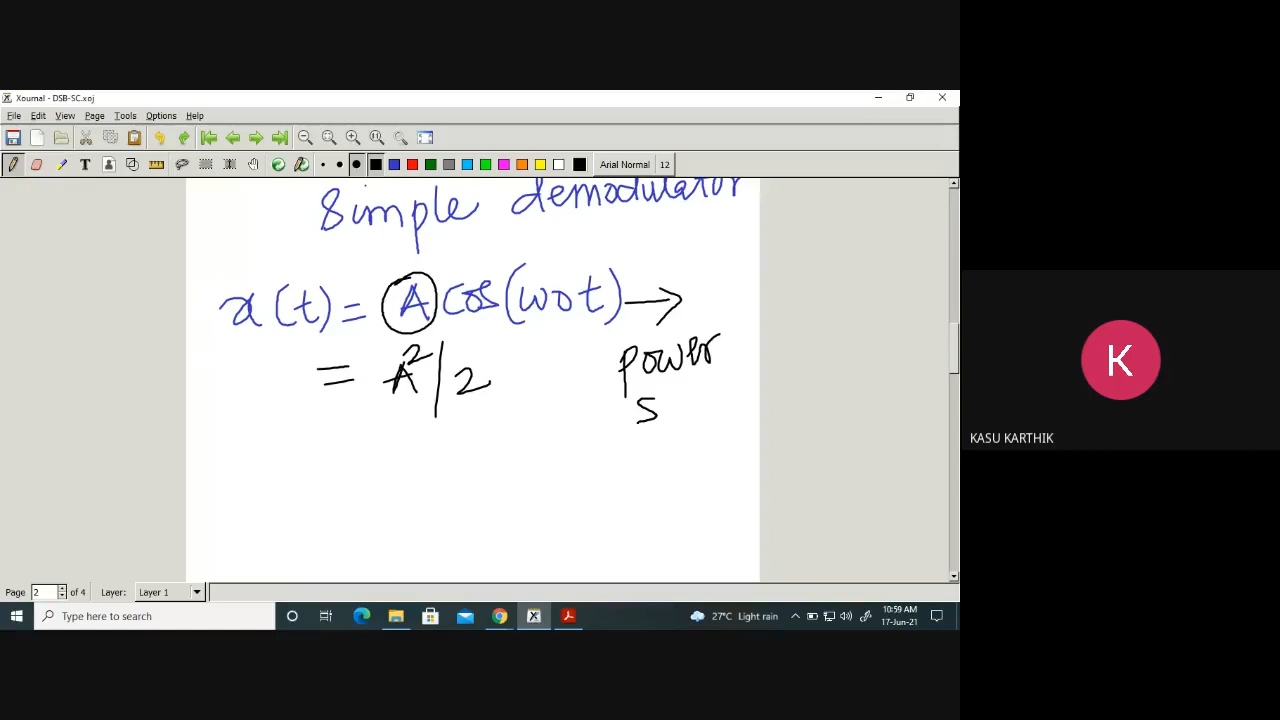 Xournal - DSB-SC.xoj
File Edit View Page Tools Options Help
Arial Normal 12
Simple demodulator
x(t) = A Cos(wot) →
= A²/2
power
S
K
KASU KARTHIK
Page 2 of 4 Layer: Layer 1
Type here to search
27°C Light rain
10:59 AM
17-Jun-21